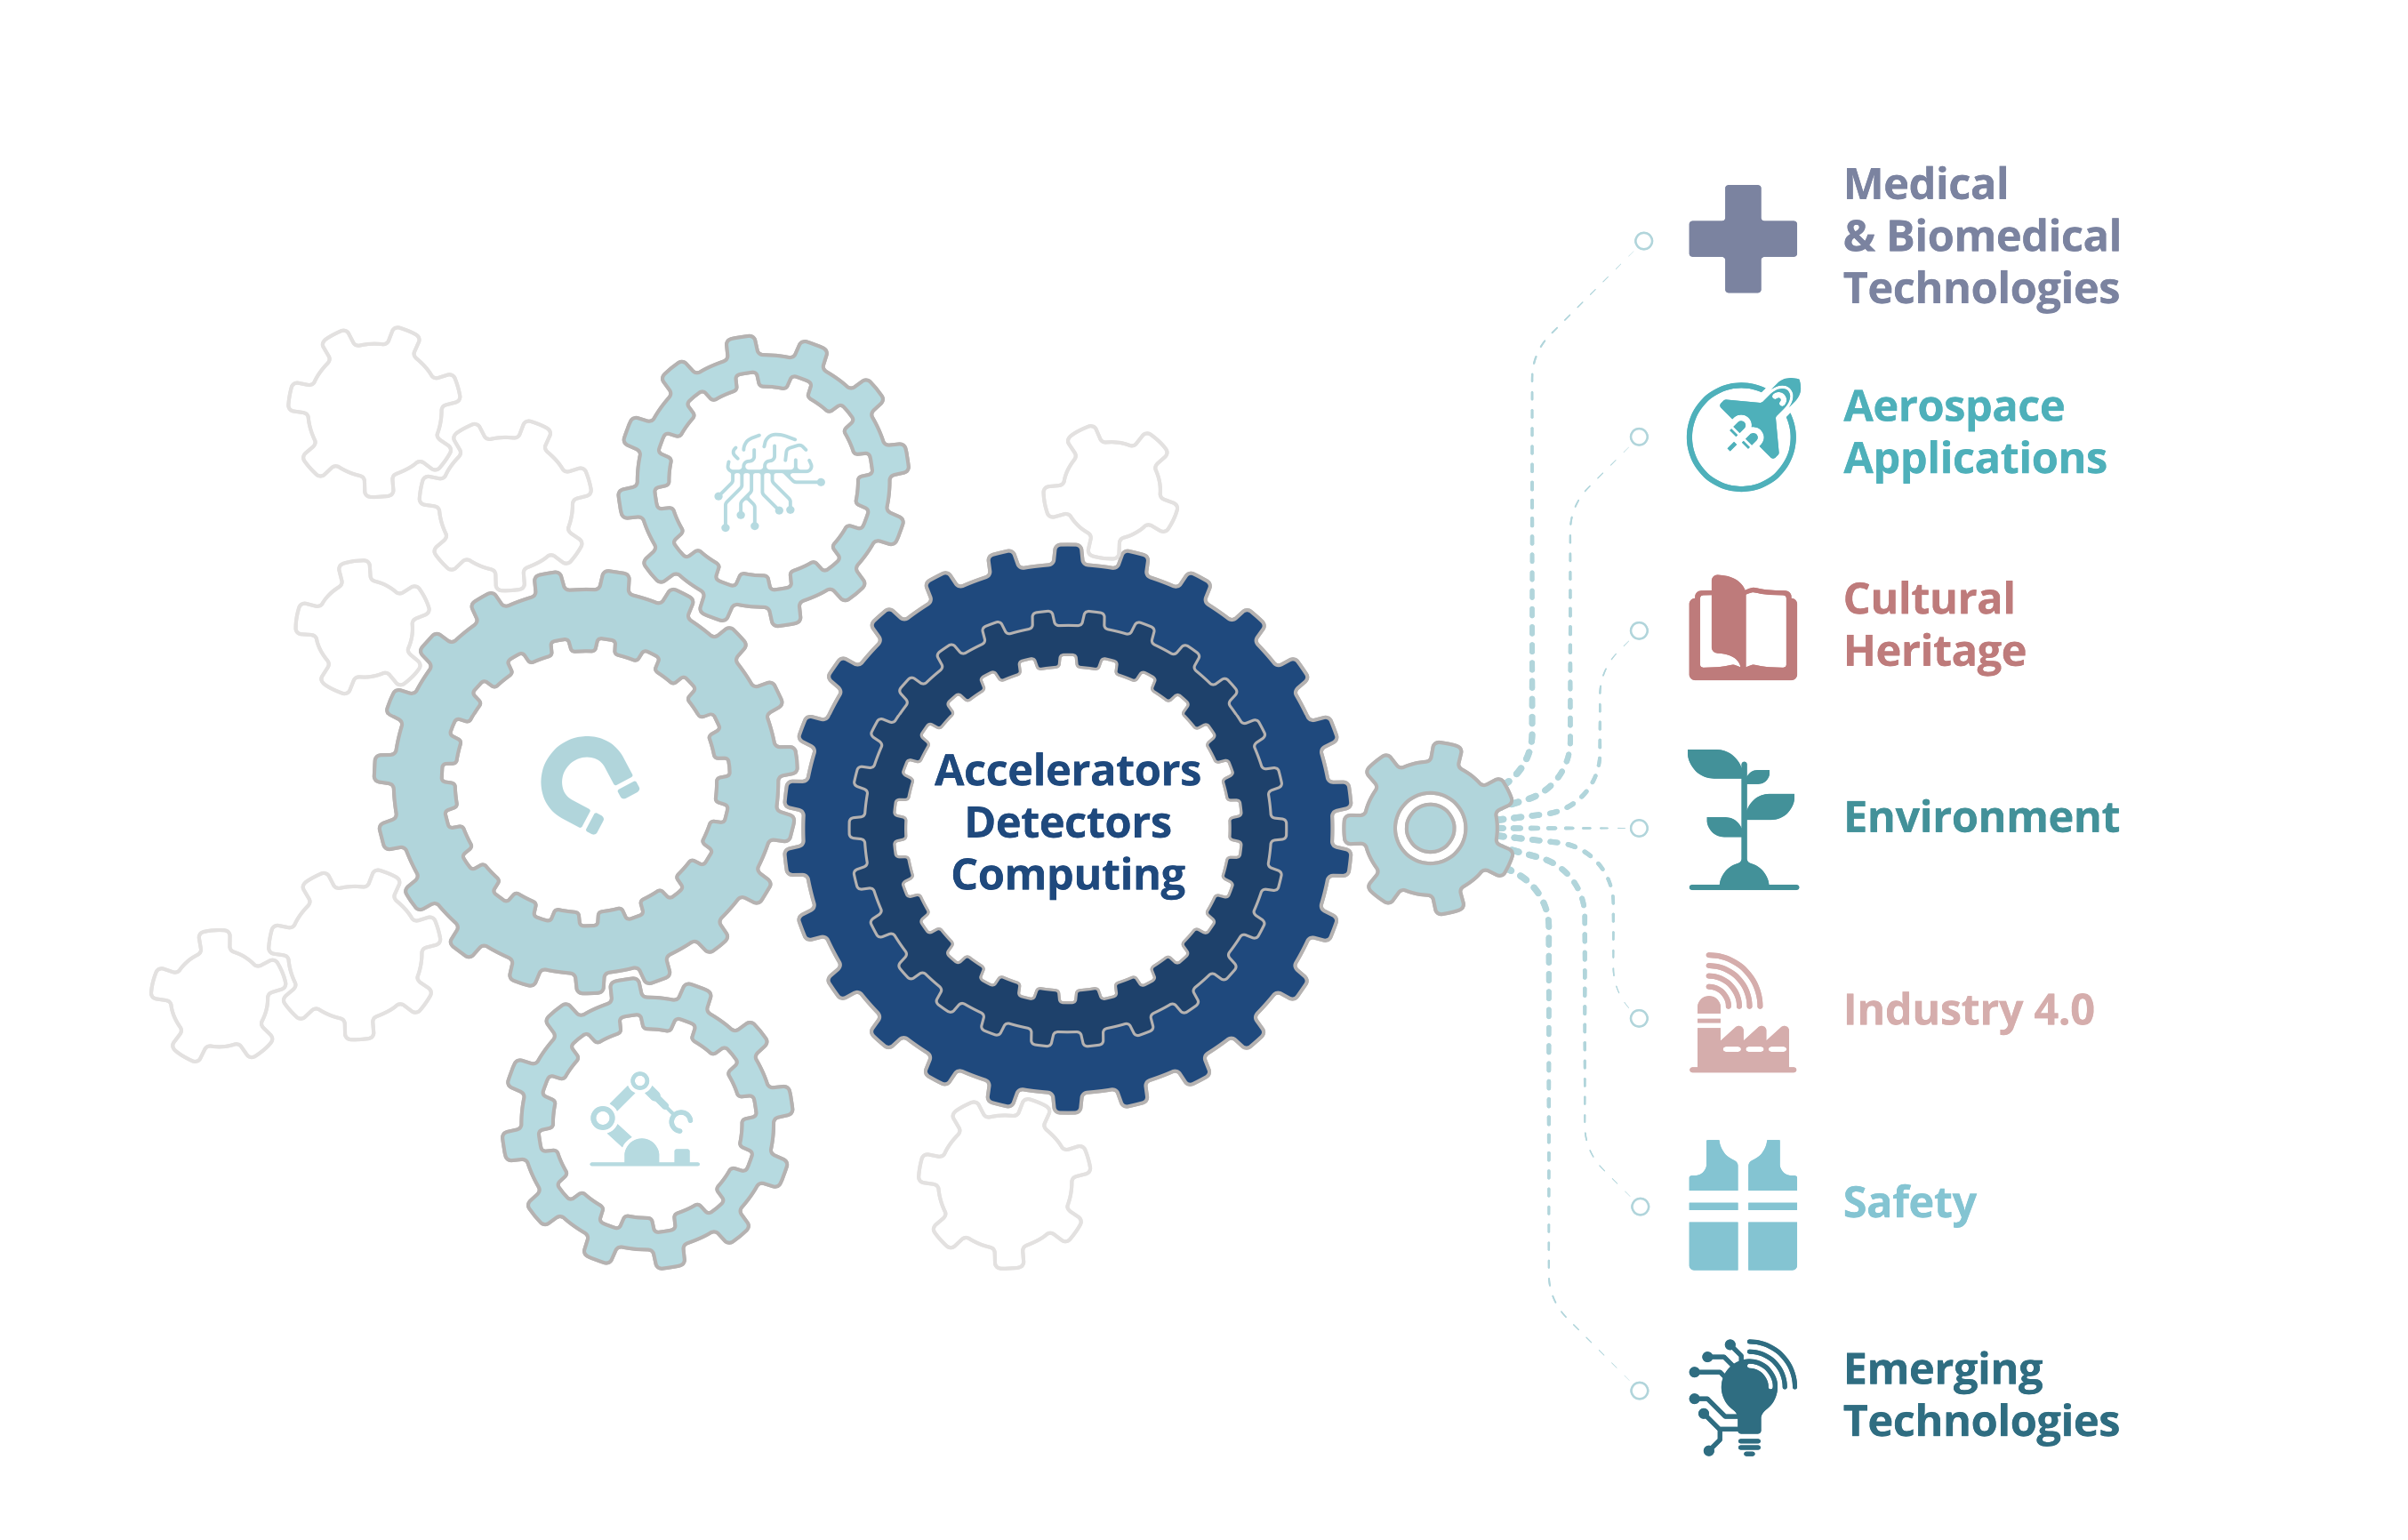 Accelerators
Detectors
Computing
Medical
& Biomedical
Technologies
Aerospace
Applications
Cultural
Heritage
Environment
Industry 4.0
Safety
Emerging
Technologies